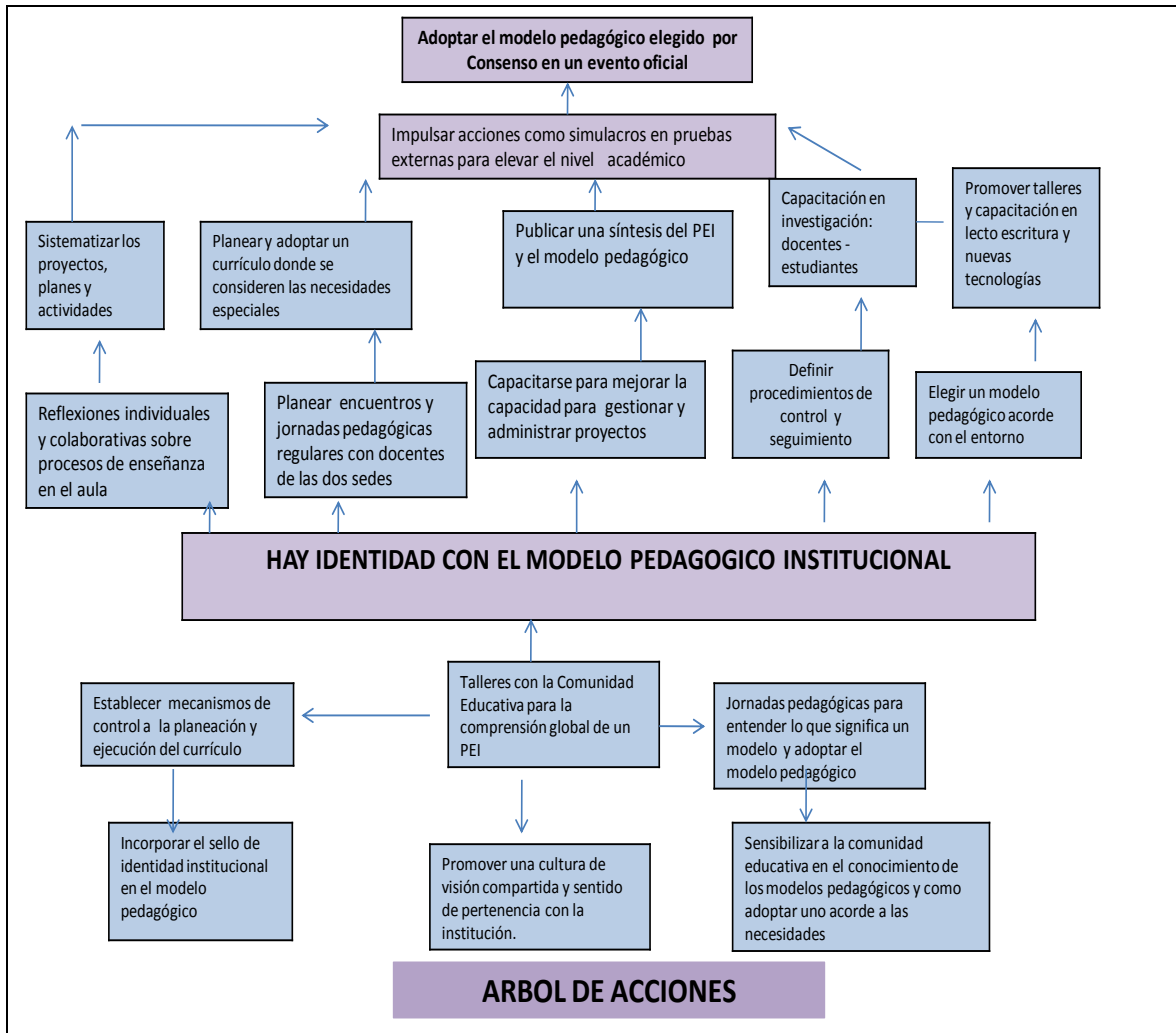 Adoptar el modelo pedagógico elegido por
Consenso en un evento oficial
Impulsar acciones como simulacros en pruebas
externas para elevar el nivel académico
Sistematizar los
proyectos,
planes y
actividades
Planear y adoptar un
currículo donde se
consideren las necesidades
especiales
Publicar una síntesis del PEI
y el modelo pedagógico
Capacitación en
investigación:
docentes -
estudiantes
Promover talleres
y capacitación en
lecto escritura y
nuevas
tecnologías
Reflexiones individuales
y colaborativas sobre
procesos de enseñanza
en el aula
Planear encuentros y
jornadas pedagógicas
regulares con docentes
de las dos sedes
Capacitarse para mejorar la
capacidad para gestionar y
administrar proyectos
Definir
procedimientos de
control y
seguimiento
Elegir un modelo
pedagógico acorde
con el entorno
HAY IDENTIDAD CON EL MODELO PEDAGOGICO INSTITUCIONAL
Establecer mecanismos de
control a la planeación y
ejecución del currículo
Talleres con la Comunidad
Educativa para la
comprensión global de un
PEI
Jornadas pedagógicas para
entender lo que significa un
modelo y adoptar el
modelo pedagógico
Incorporar el sello de
identidad institucional
en el modelo
pedagógico
Promover una cultura de
visión compartida y sentido
de pertenencia con la
institución.
Sensibilizar a la comunidad
educativa en el conocimiento de
los modelos pedagógicos y como
adoptar uno acorde a las
necesidades
ARBOL DE ACCIONES